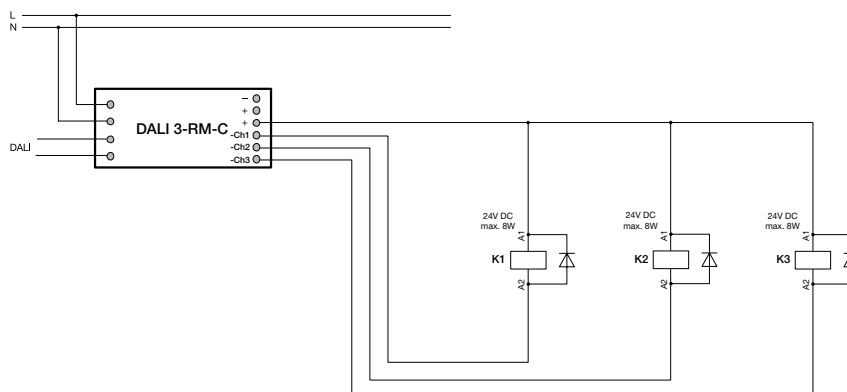 L
N
DALI
DALI 3-RM-C
–
+
+
-Ch1
-Ch2
-Ch3
24V DC
max. 8W
A1
K1
A2
24V DC
max. 8W
A1
K2
A2
24V DC
max. 8W
A1
K3
A2